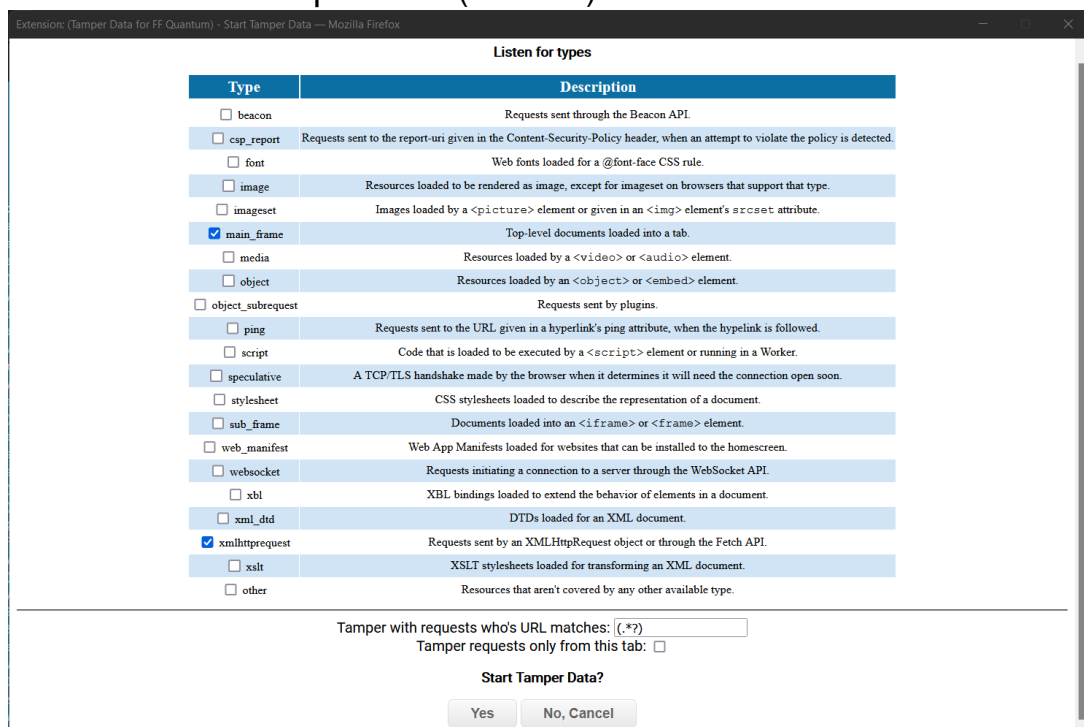 Extension: (Tamper Data for FF Quantum) - Start Tamper Data — Mozilla Firefox
Listen for types
Type Description
beacon Requests sent through the Beacon API.
csp_report Requests sent to the report-uri given in the Content-Security-Policy header, when an attempt to violate the policy is detected.
font Web fonts loaded for a @font-face CSS rule.
image Resources loaded to be rendered as image, except for imageset on browsers that support that type.
imageset Images loaded by a <picture> element or given in an <img> element's srcset attribute.
main_frame Top-level documents loaded into a tab.
media Resources loaded by a <video> or <audio> element.
object Resources loaded by an <object> or <embed> element.
object_subrequest Requests sent by plugins.
ping Requests sent to the URL given in a hyperlink's ping attribute, when the hypelink is followed.
script Code that is loaded to be executed by a <script> element or running in a Worker.
speculative A TCP/TLS handshake made by the browser when it determines it will need the connection open soon.
stylesheet CSS stylesheets loaded to describe the representation of a document.
sub_frame Documents loaded into an <iframe> or <frame> element.
web_manifest Web App Manifests loaded for websites that can be installed to the homescreen.
websocket Requests initiating a connection to a server through the WebSocket API.
xbl XBL bindings loaded to extend the behavior of elements in a document.
xml_dtd DTDs loaded for an XML document.
xmlhttprequest Requests sent by an XMLHttpRequest object or through the Fetch API.
xslt XSLT stylesheets loaded for transforming an XML document.
other Resources that aren't covered by any other available type.
Tamper with requests who's URL matches: (.*?)
Tamper requests only from this tab:
Start Tamper Data?
Yes No, Cancel